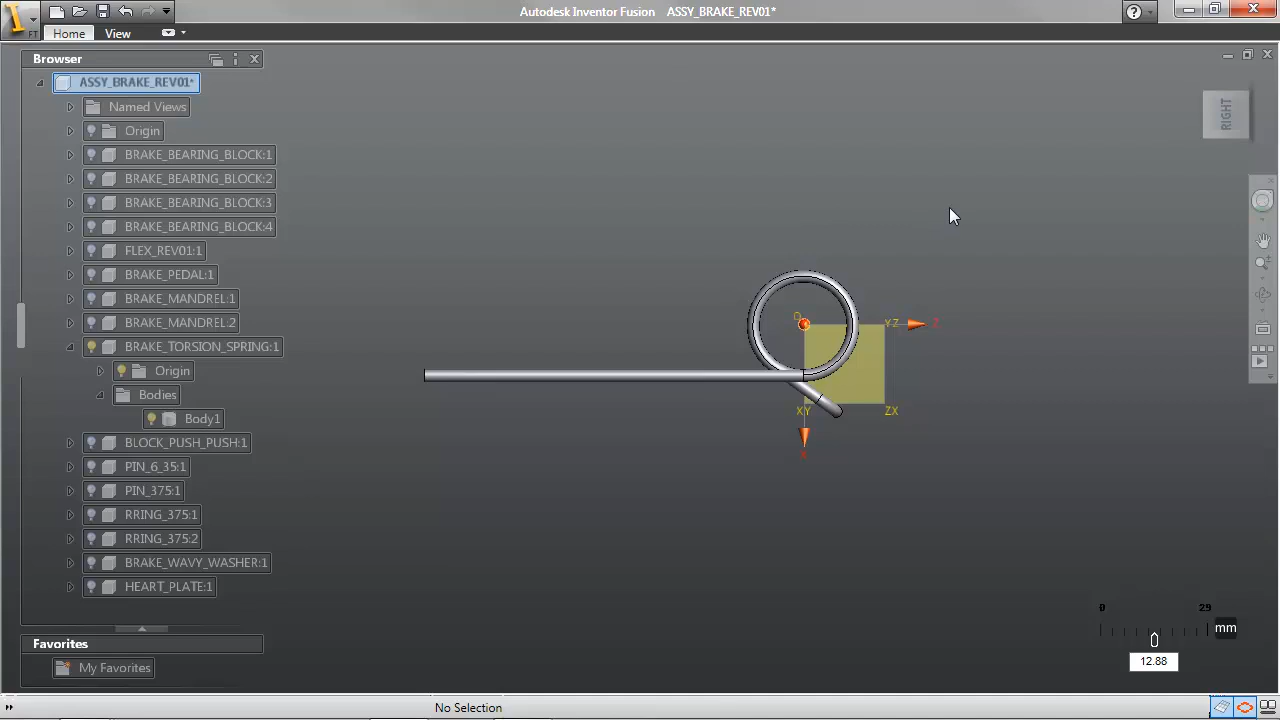 Autodesk Inventor Fusion ASSY_BRAKE_REV01*
FT
Home View
Browser
ASSY_BRAKE_REV01*
Named Views
Origin
BRAKE_BEARING_BLOCK:1
BRAKE_BEARING_BLOCK:2
BRAKE_BEARING_BLOCK:3
BRAKE_BEARING_BLOCK:4
FLEX_REV01:1
BRAKE_PEDAL:1
BRAKE_MANDREL:1
BRAKE_MANDREL:2
BRAKE_TORSION_SPRING:1
Origin
Bodies
Body1
BLOCK_PUSH_PUSH:1
PIN_6_35:1
PIN_375:1
RRING_375:1
RRING_375:2
BRAKE_WAVY_WASHER:1
HEART_PLATE:1
Favorites
My Favorites
RIGHT
O
YZ Z
XY ZX
X
0 29
mm
12.88
No Selection